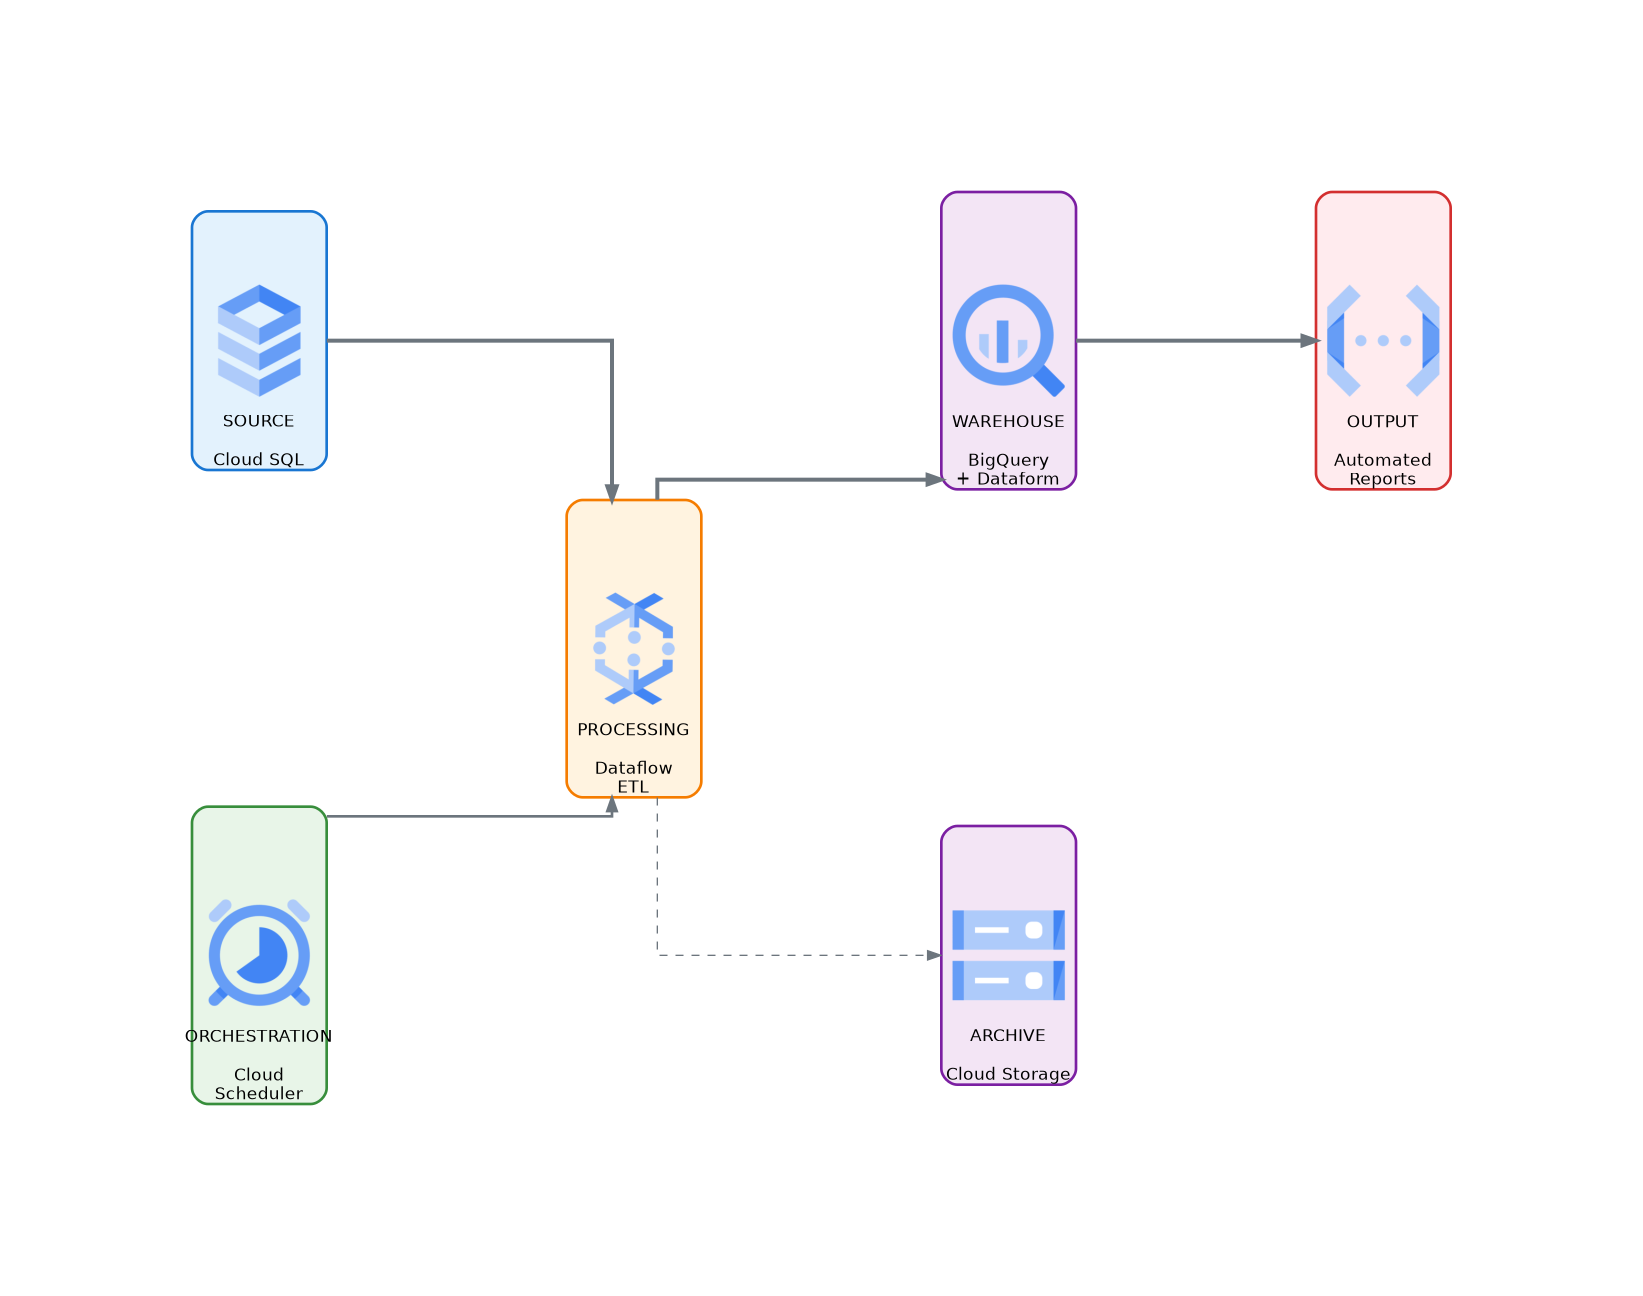 SOURCE
Cloud SQL
WAREHOUSE
BigQuery
+ Dataform
OUTPUT
Automated
Reports
PROCESSING
Dataflow
ETL
ORCHESTRATION
Cloud
Scheduler
ARCHIVE
Cloud Storage